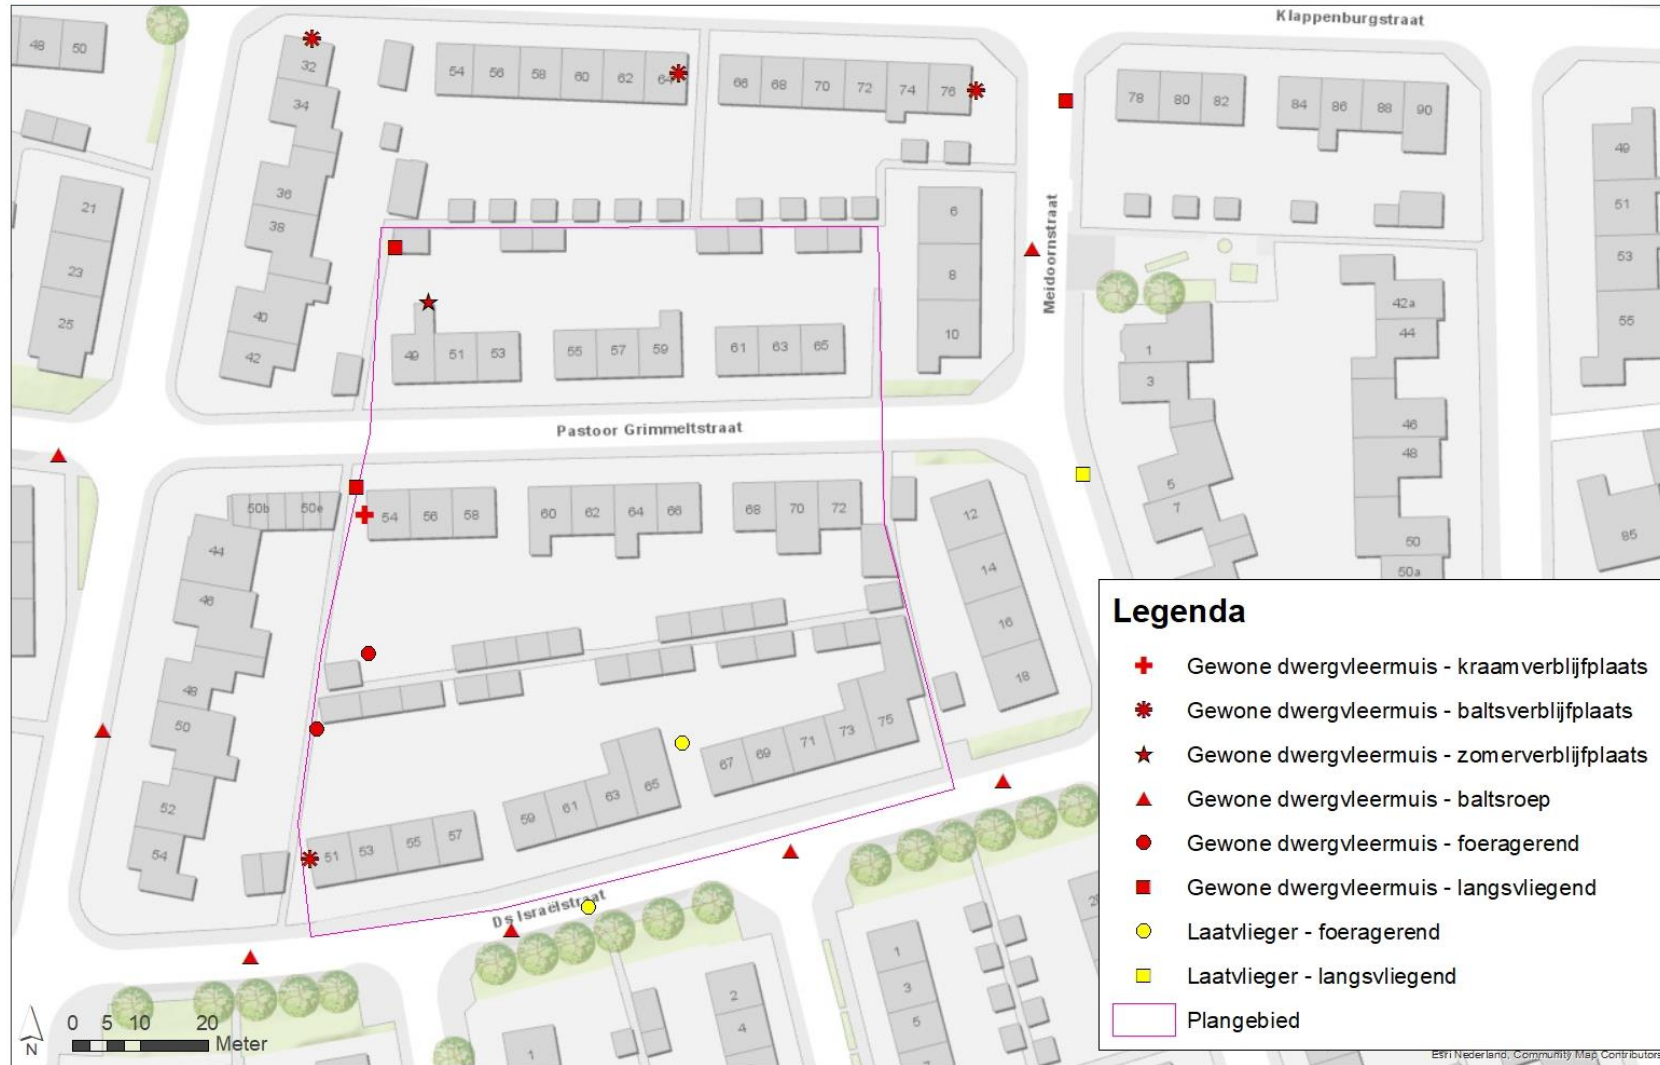 Klappenburgstraat
48 50
32
54 56 58 60 62 64
66 68 70 72 74 76
78 80 82
84 86 88 90
34
49
36
21
6
51
38
Meidoornstraat
53
23
8
42a
40
25
55
10
44
42
49 51 53
55 57 59
61 63 65
1
3
Pastoor Grimmeltstraat
46
48
5
50b 50e
54 56 58
60 62 64 66
68 70 72
12
7
44
50
85
14
50a
46
16
48
18
50
75
73
71
69
67
65
63
61
59
52
57
55
53
51
54
Ds Israëlstraat
1
3
2
5
4
1
Legenda
Gewone dwergvleermuis - kraamverblijfplaats
Gewone dwergvleermuis - baltsverblijfplaats
Gewone dwergvleermuis - zomerverblijfplaats
Gewone dwergvleermuis - baltsroep
Gewone dwergvleermuis - foeragerend
Gewone dwergvleermuis - langsvliegend
Laatvlieger - foeragerend
Laatvlieger - langsvliegend
Plangebied
N
0 5 10 20
Meter
Esri Nederland, Community Map Contributors